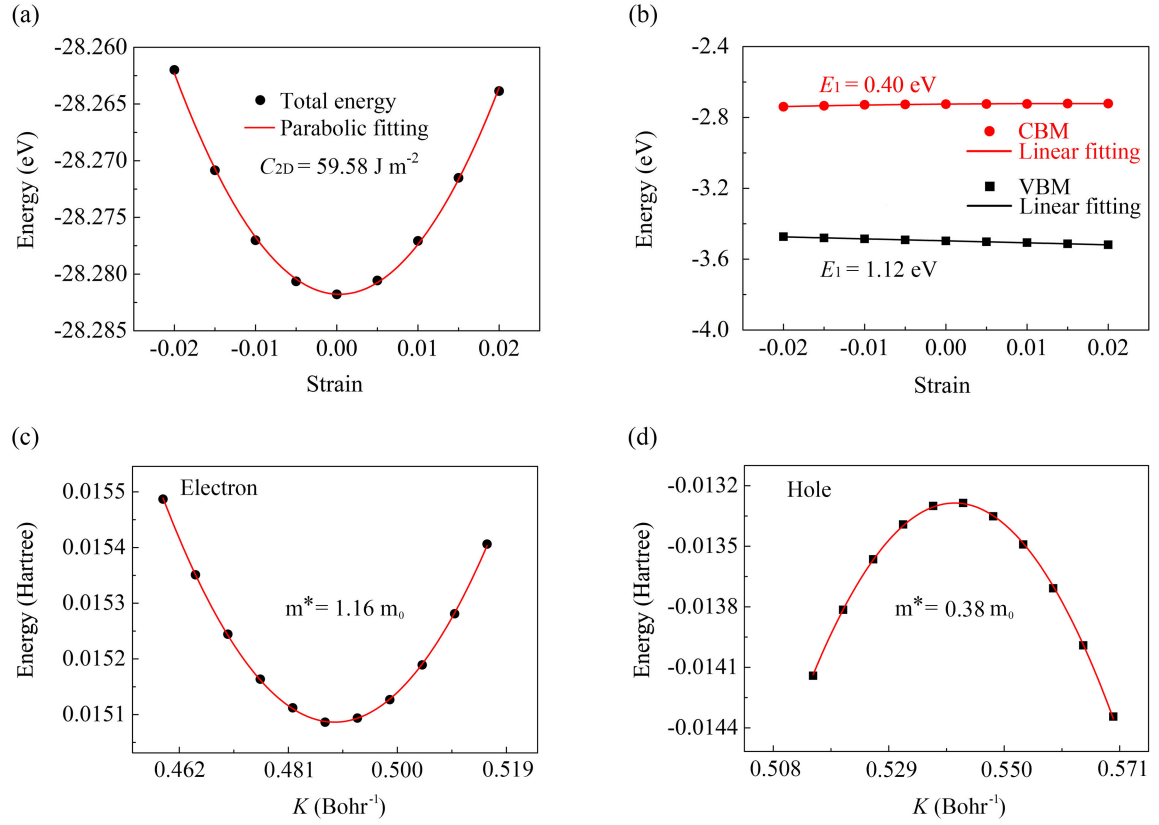 (a)
Energy (eV)
-28.260
-28.265
-28.270
-28.275
-28.280
-28.285
Total energy
Parabolic fitting
C2D = 59.58 J m-2
-0.02 -0.01 0.00 0.01 0.02
Strain
(b)
Energy (eV)
-2.4
-2.8
-3.2
-3.6
-4.0
E1 = 0.40 eV
CBM
Linear fitting
VBM
Linear fitting
E1 = 1.12 eV
-0.02 -0.01 0.00 0.01 0.02
Strain
(c)
Energy (Hartree)
0.0155
0.0154
0.0153
0.0152
0.0151
Electron
m*= 1.16 m0
0.462 0.481 0.500 0.519
K (Bohr-1)
(d)
Energy (Hartree)
-0.0132
-0.0135
-0.0138
-0.0141
-0.0144
Hole
m*= 0.38 m0
0.508 0.529 0.550 0.571
K (Bohr-1)